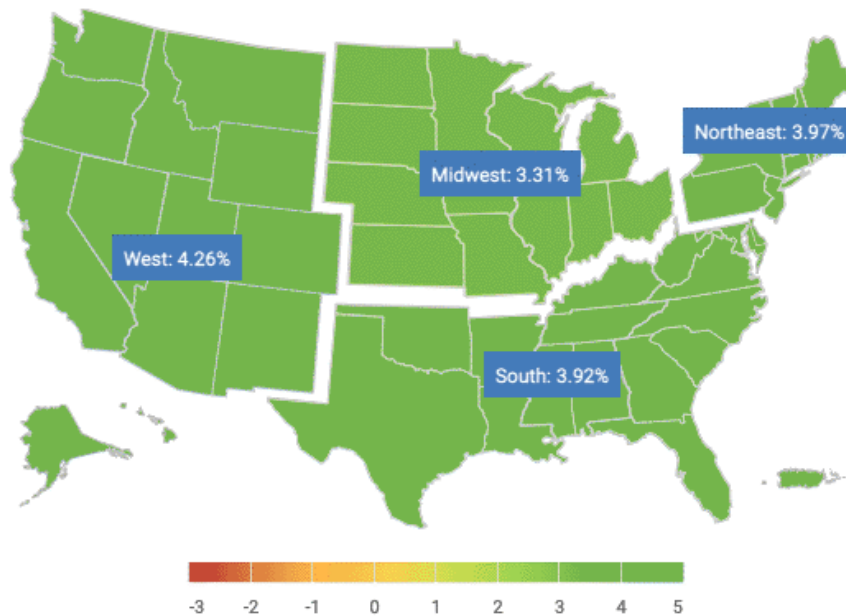 Northeast: 3.97%
Midwest: 3.31%
West: 4.26%
South: 3.92%
-3 -2 -1 0 1 2 3 4 5